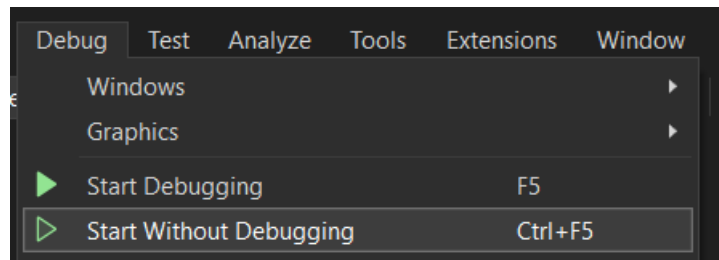 Debug Test Analyze Tools Extensions Window
Windows
Graphics
Start Debugging F5
Start Without Debugging Ctrl+F5